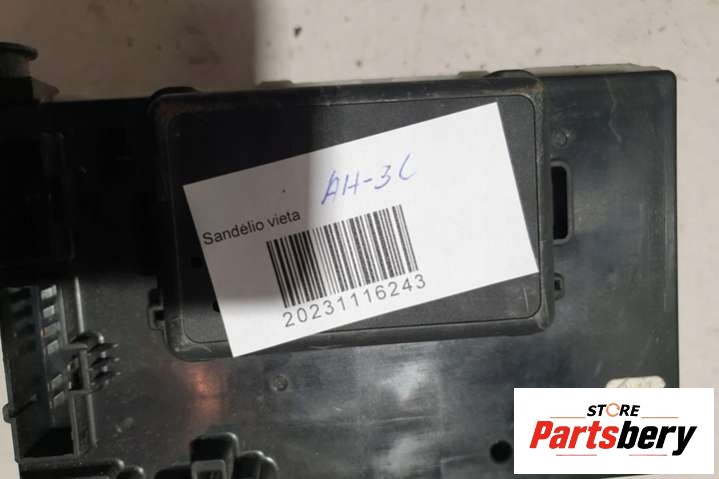 AH-3C
Sandėlio vieta
20231116243
STORE
Partsbery